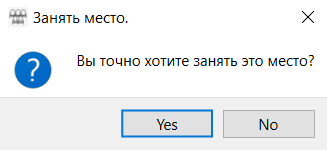 Занять место.
Вы точно хотите занять это место?
Yes
No